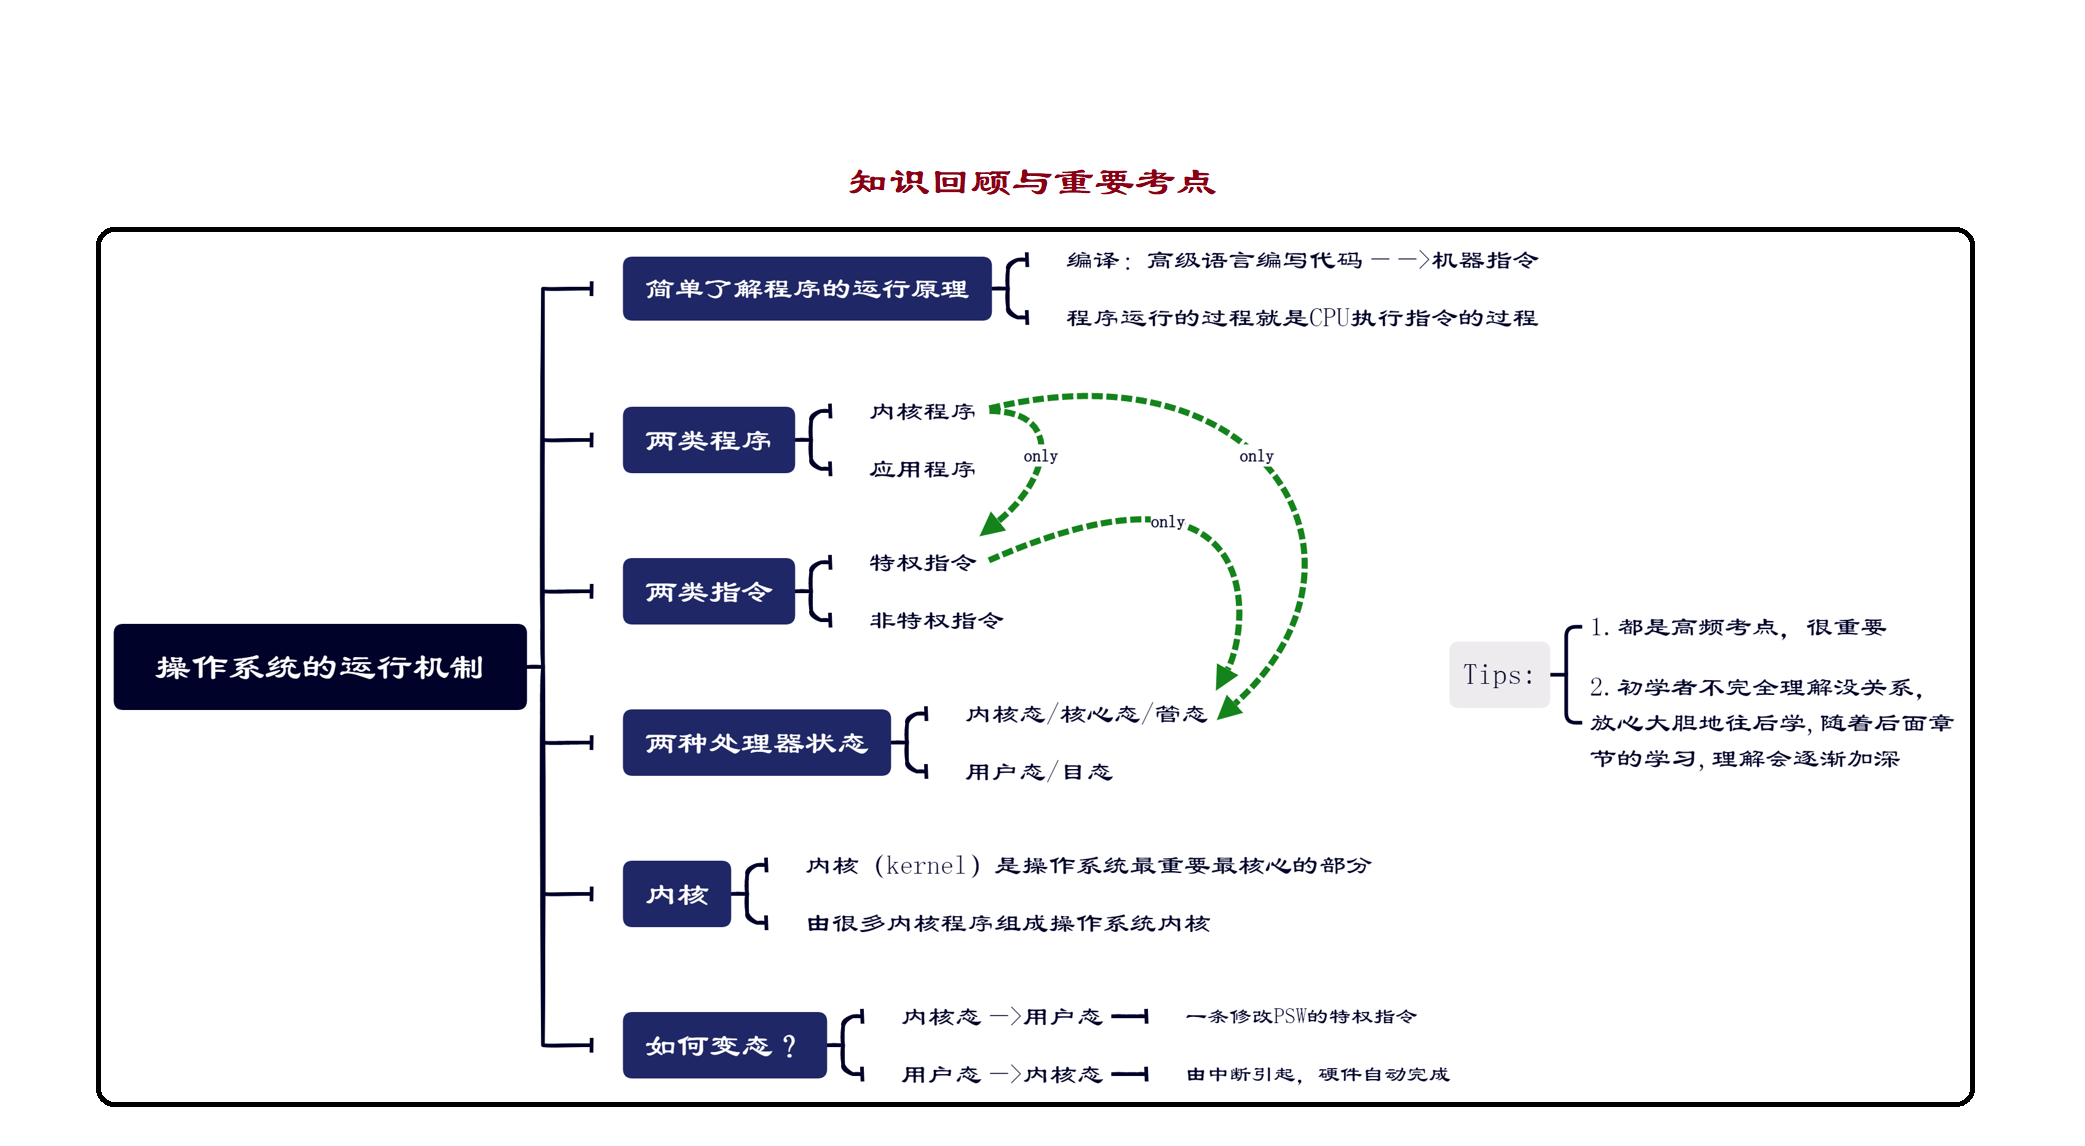 知识回顾与重要考点
操作系统的运行机制
简单了解程序的运行原理
编译：高级语言编写代码－－>机器指令
程序运行的过程就是CPU执行指令的过程
两类程序
内核程序
应用程序
only
only
only
两类指令
特权指令
非特权指令
两种处理器状态
内核态/核心态/管态
用户态/目态
内核
内核（kernel）是操作系统最重要最核心的部分
由很多内核程序组成操作系统内核
如何变态？
内核态－>用户态
一条修改PSW的特权指令
用户态－>内核态
由中断引起，硬件自动完成
Tips:
1.都是高频考点，很重要
2.初学者不完全理解没关系，
放心大胆地往后学,随着后面章
节的学习,理解会逐渐加深